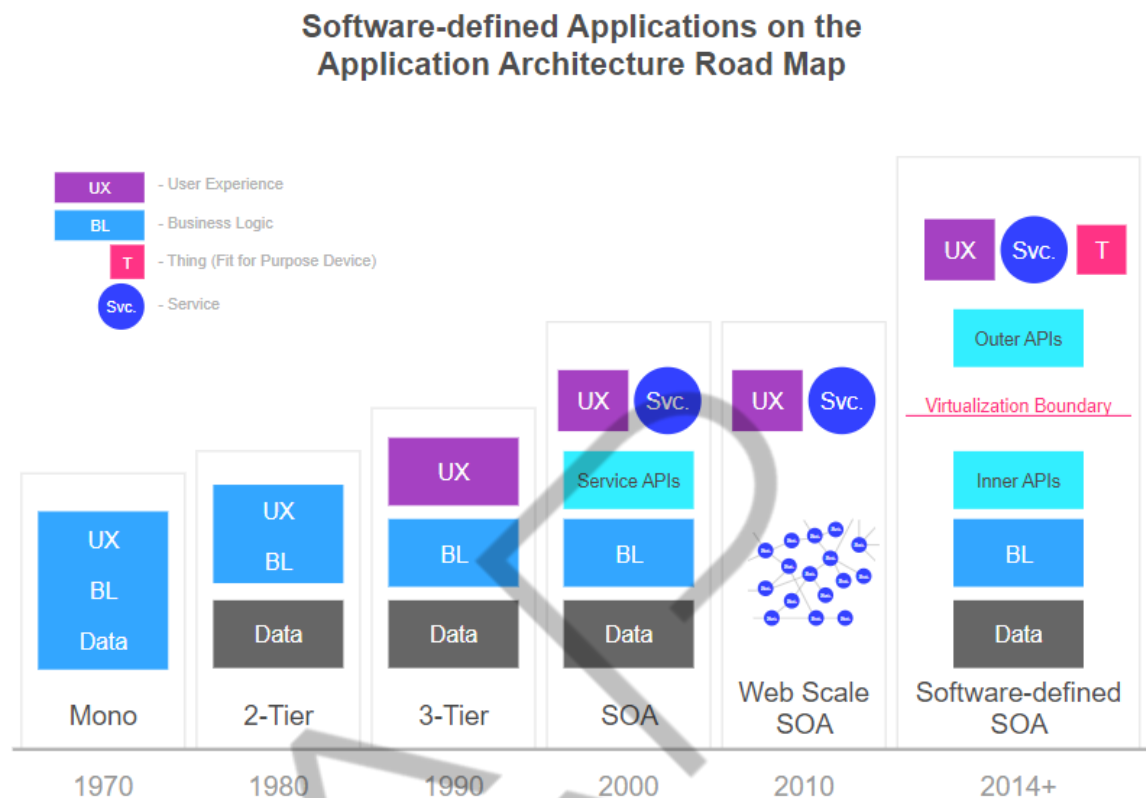 Software-defined Applications on the
Application Architecture Road Map
UX - User Experience
BL - Business Logic
T - Thing (Fit for Purpose Device)
Svc. - Service
UX
BL
Data
Mono
1970
UX
BL
Data
2-Tier
1980
UX
BL
Data
3-Tier
1990
UX Svc.
Service APIs
BL
Data
SOA
2000
UX Svc.
Web Scale
SOA
2010
UX Svc. T
Outer APIs
Virtualization Boundary
Inner APIs
BL
Data
Software-defined
SOA
2014+